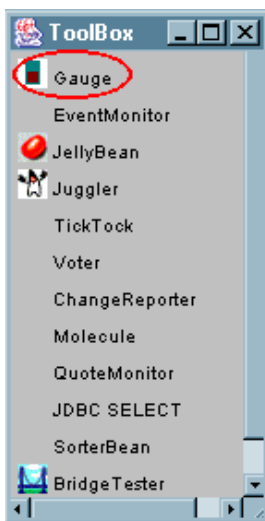 ToolBox
Gauge
EventMonitor
JellyBean
Juggler
TickTock
Voter
ChangeReporter
Molecule
QuoteMonitor
JDBC SELECT
SorterBean
BridgeTester